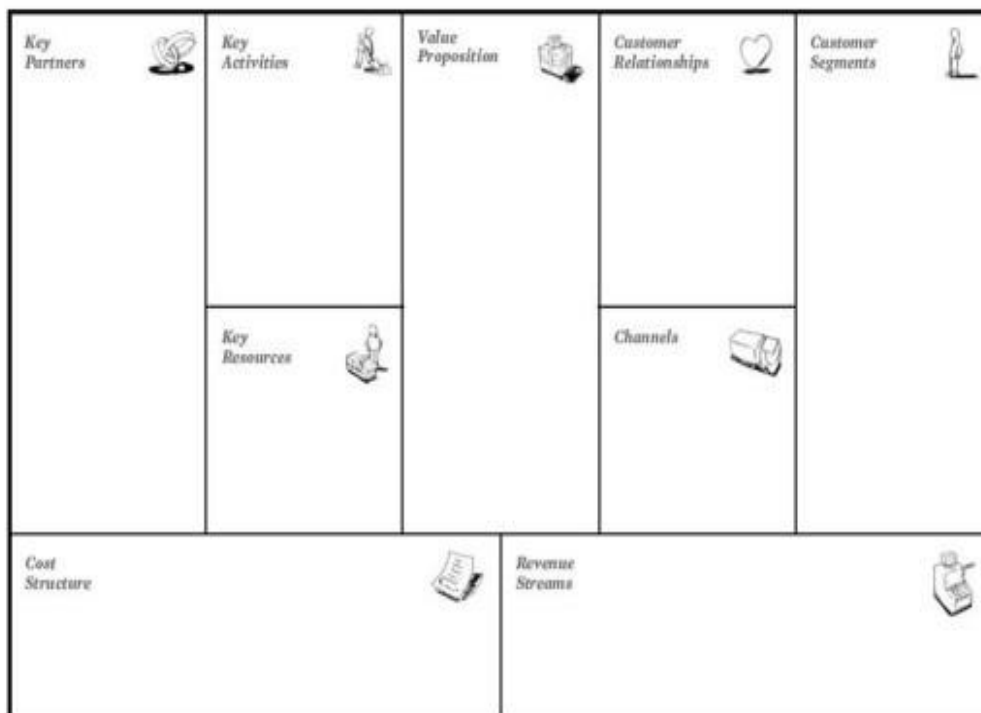 Key
Partners
Key
Activities
Value
Proposition
Customer
Relationships
Customer
Segments
Key
Resources
Channels
Cost
Structure
Revenue
Streams